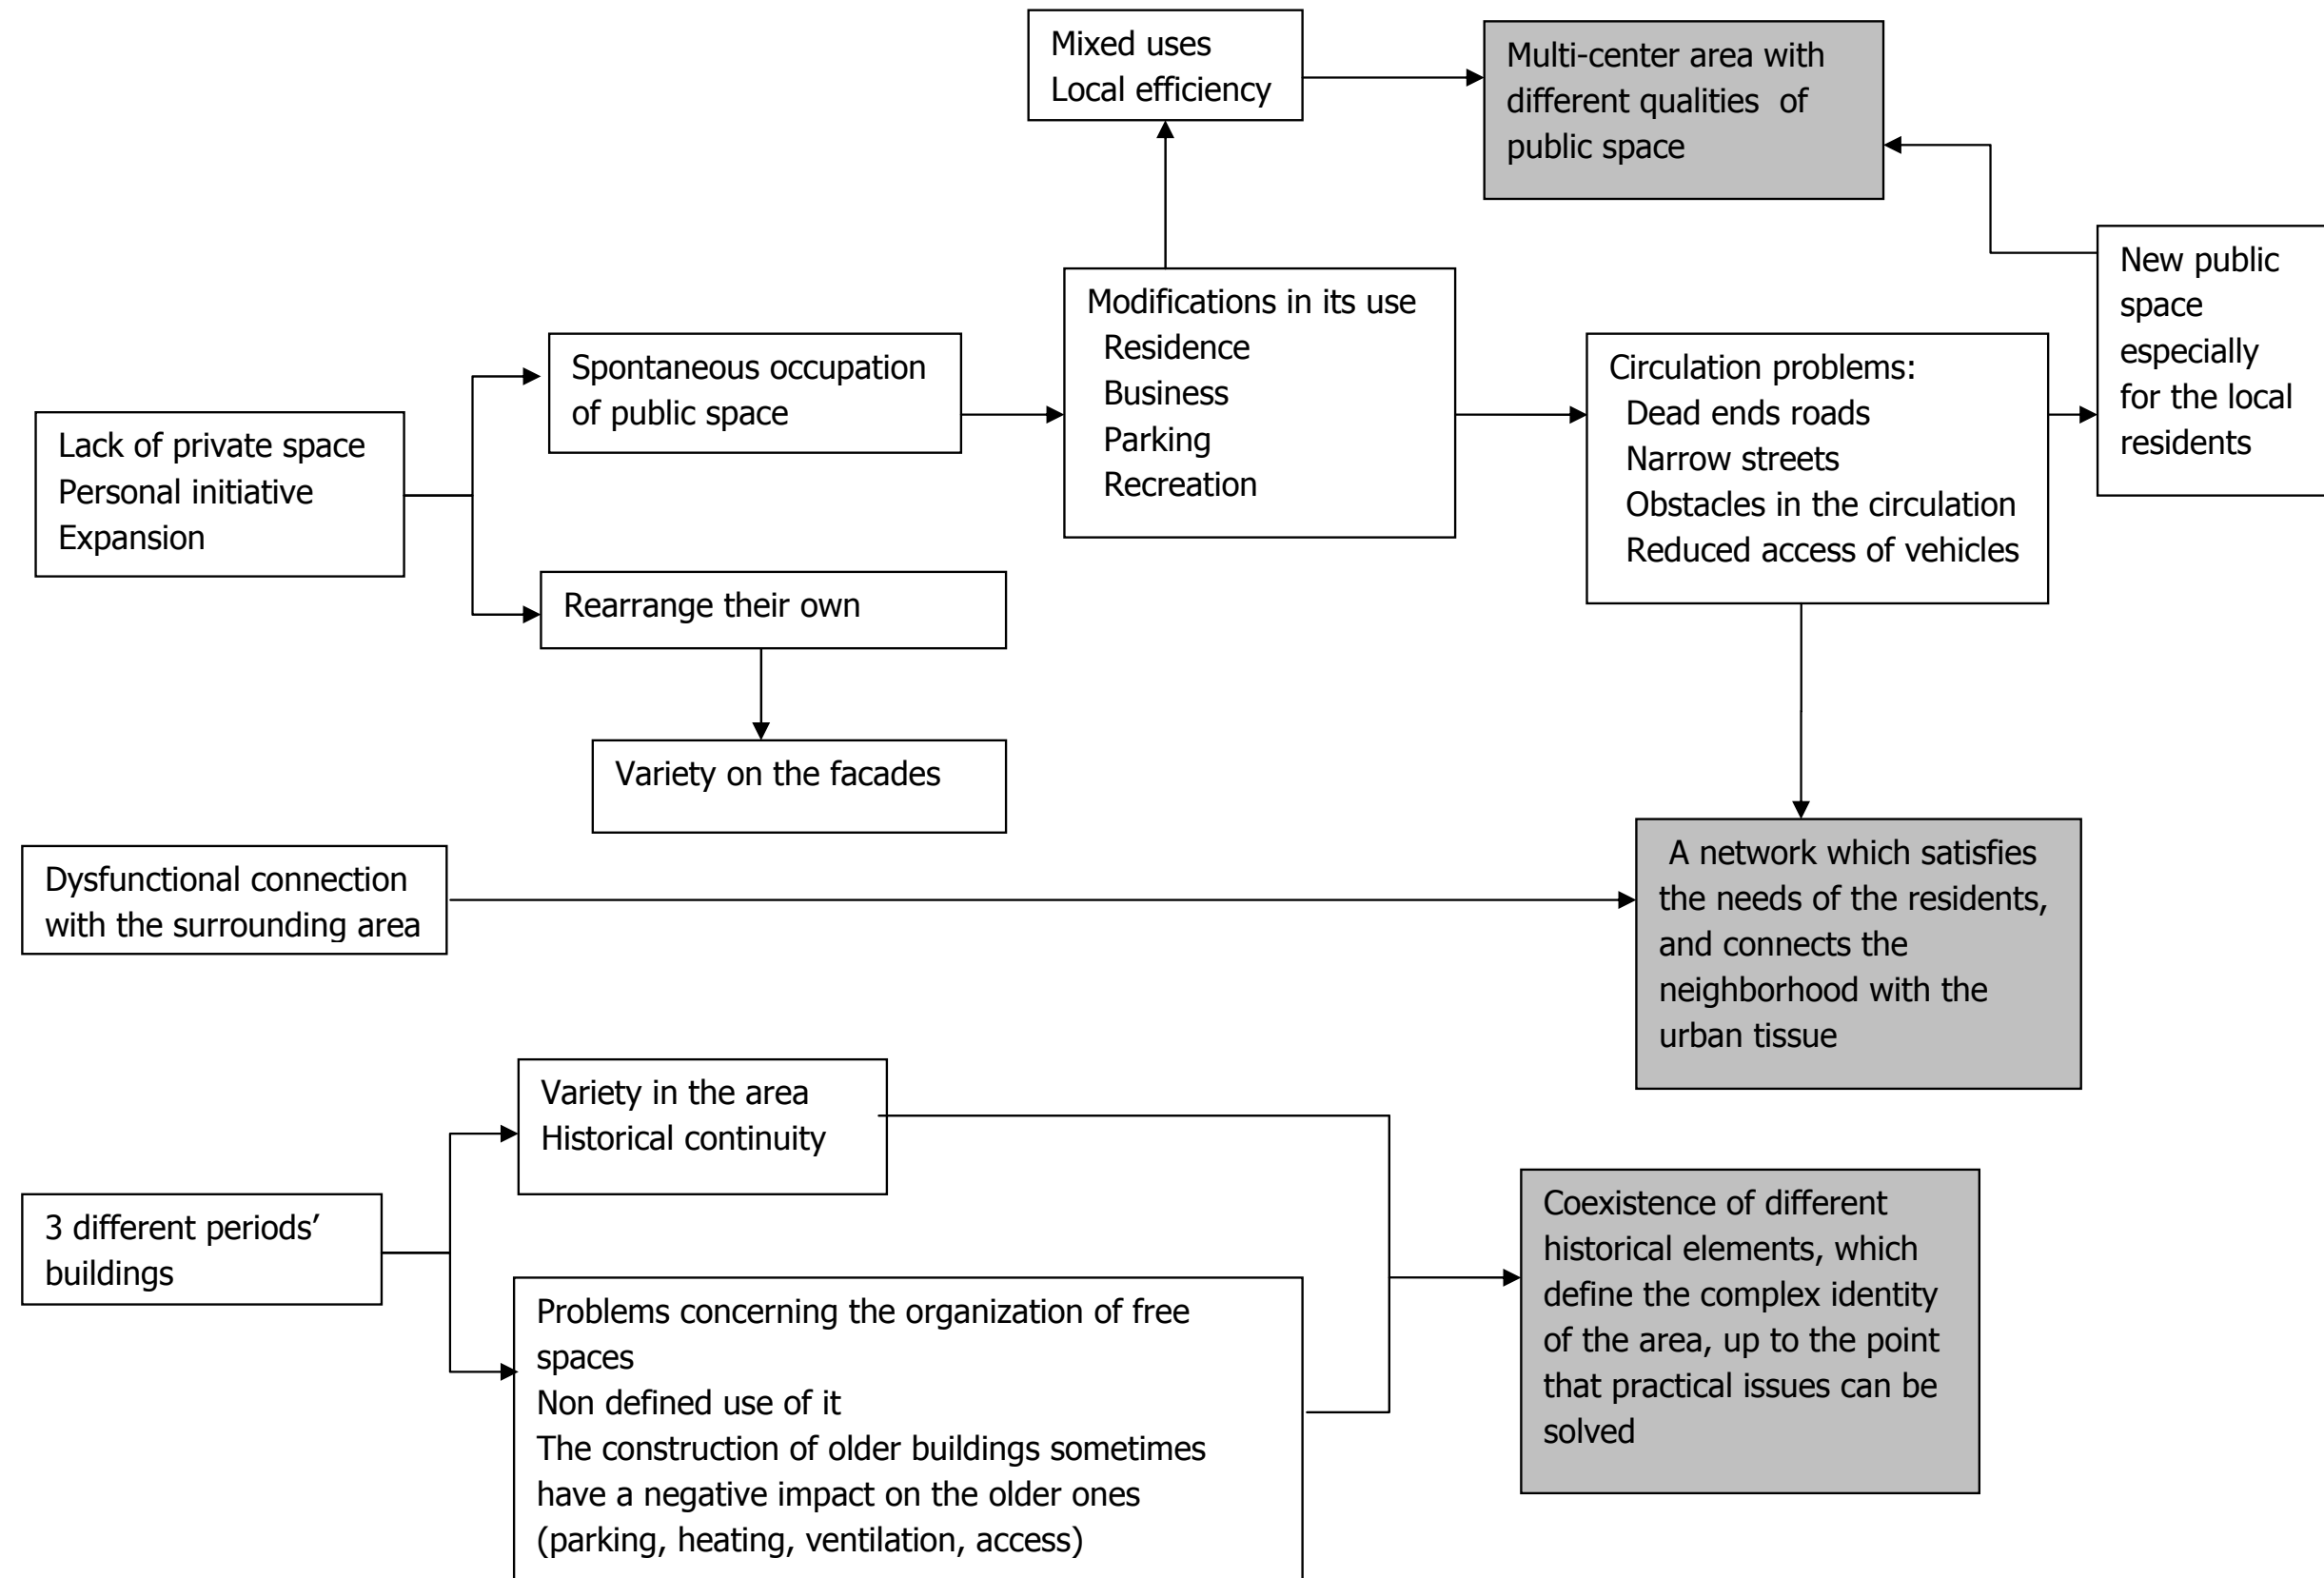 Mixed uses
Local efficiency
Multi-center area with
different qualities  of
public space
New public
space
especially
for the local
residents
Modifications in its use
Residence
Business
Parking
Recreation
Spontaneous occupation
of public space
Circulation problems:
Dead ends roads
Narrow streets
Obstacles in the circulation
Reduced access of vehicles
Lack of private space
Personal initiative
Expansion
Rearrange their own
Variety on the facades
Dysfunctional connection
with the surrounding area
A network which satisfies
the needs of the residents,
and connects the
neighborhood with the
urban tissue
Variety in the area
Historical continuity
3 different periods’
buildings
Coexistence of different
historical elements, which
define the complex identity
of the area, up to the point
that practical issues can be
solved
Problems concerning the organization of free
spaces
Non defined use of it
The construction of older buildings sometimes
have a negative impact on the older ones
(parking, heating, ventilation, access)